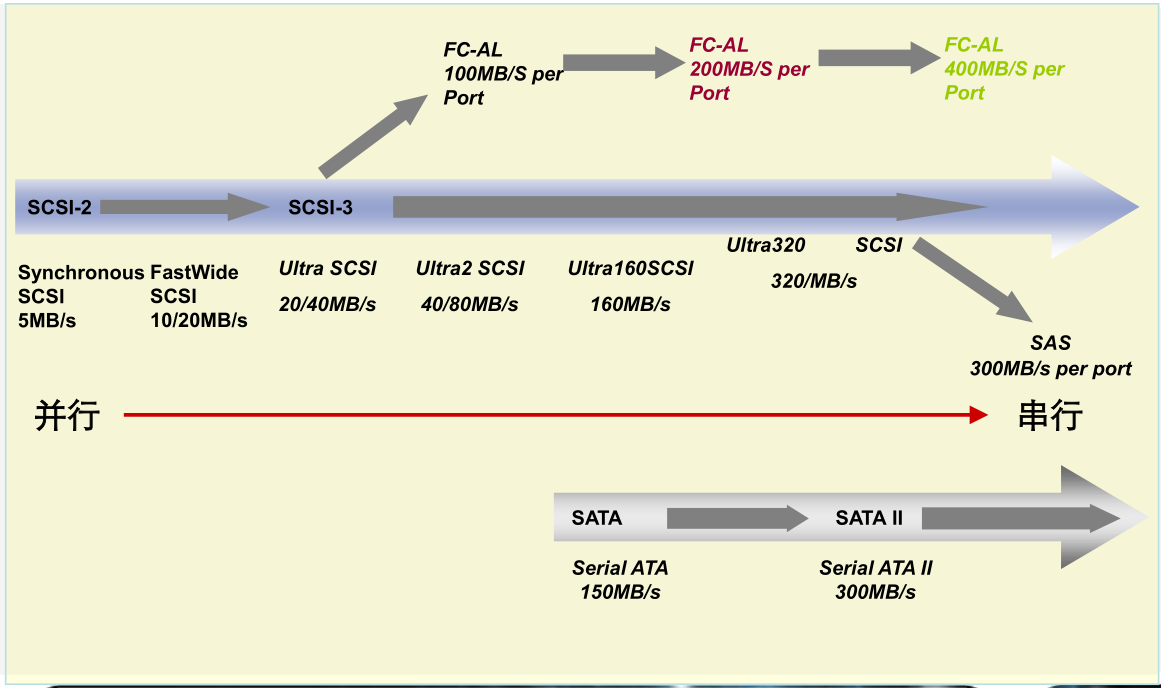 FC-AL
100MB/S per
Port
FC-AL
200MB/S per
Port
FC-AL
400MB/S per
Port
SCSI-2
SCSI-3
Synchronous
SCSI
5MB/s
FastWide
SCSI
10/20MB/s
Ultra SCSI
20/40MB/s
Ultra2 SCSI
40/80MB/s
Ultra160SCSI
160MB/s
Ultra320 SCSI
320/MB/s
SAS
300MB/s per port
并行
串行
SATA
SATA II
Serial ATA
150MB/s
Serial ATA II
300MB/s